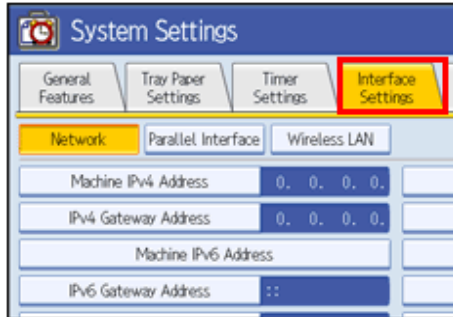 System Settings
General Features
Tray Paper Settings
Timer Settings
Interface Settings
Network
Parallel Interface
Wireless LAN
Machine IPv4 Address
0. 0. 0. 0.
IPv4 Gateway Address
0. 0. 0. 0.
Machine IPv6 Address
IPv6 Gateway Address
::